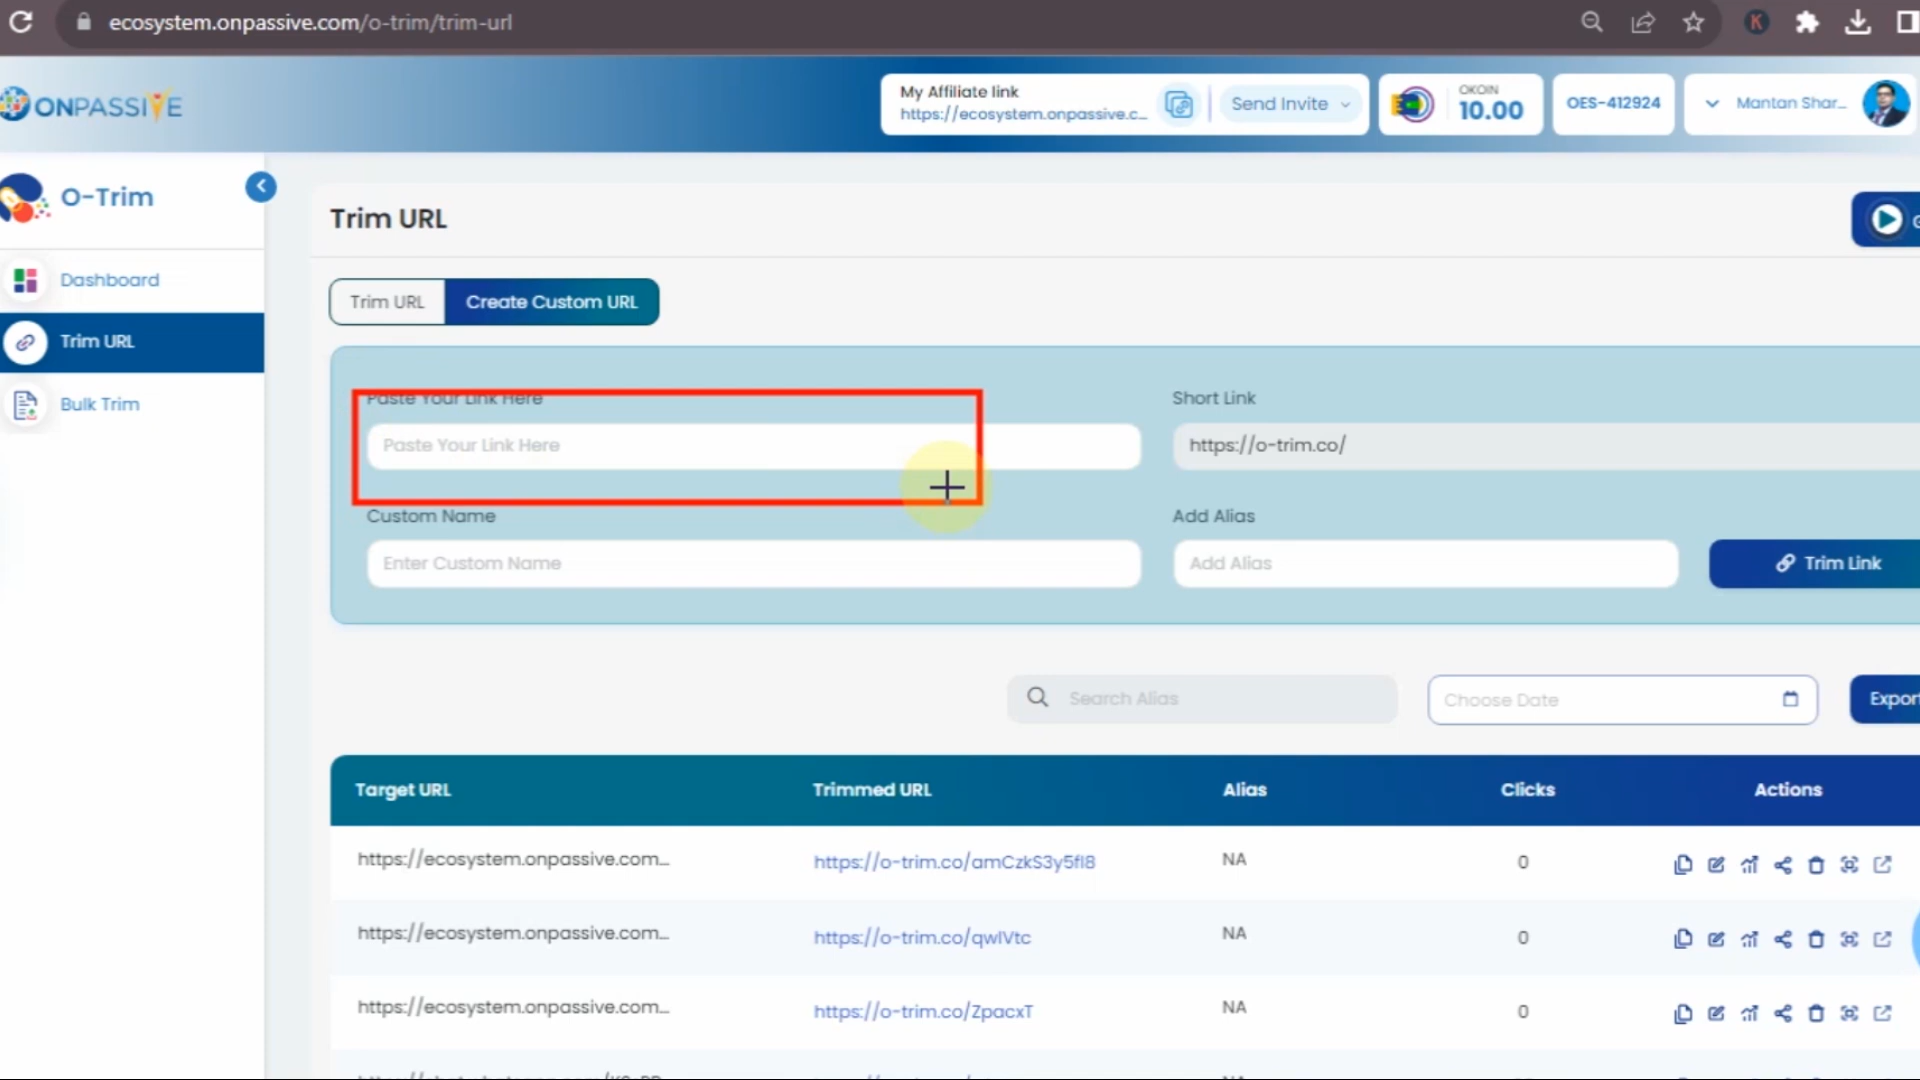 ecosystem.onpassive.com/o-trim/trim-url
K
ONPASSIVE
My Affiliate link
https://ecosystem.onpassive.c...
Send Invite
OKOIN
10.00
OES-412924
Mantan Shar...
O-Trim
Dashboard
Trim URL
Bulk Trim
Trim URL
Trim URL
Create Custom URL
Paste Your Link Here
Paste Your Link Here
Short Link
https://o-trim.co/
Custom Name
Enter Custom Name
Add Alias
Add Alias
Trim Link
Search Alias
Choose Date
Export
Target URL Trimmed URL Alias Clicks Actions
https://ecosystem.onpassive.com... https://o-trim.co/amCzkS3y5fI8 NA 0
https://ecosystem.onpassive.com... https://o-trim.co/qwIVtc NA 0
https://ecosystem.onpassive.com... https://o-trim.co/ZpacxT NA 0